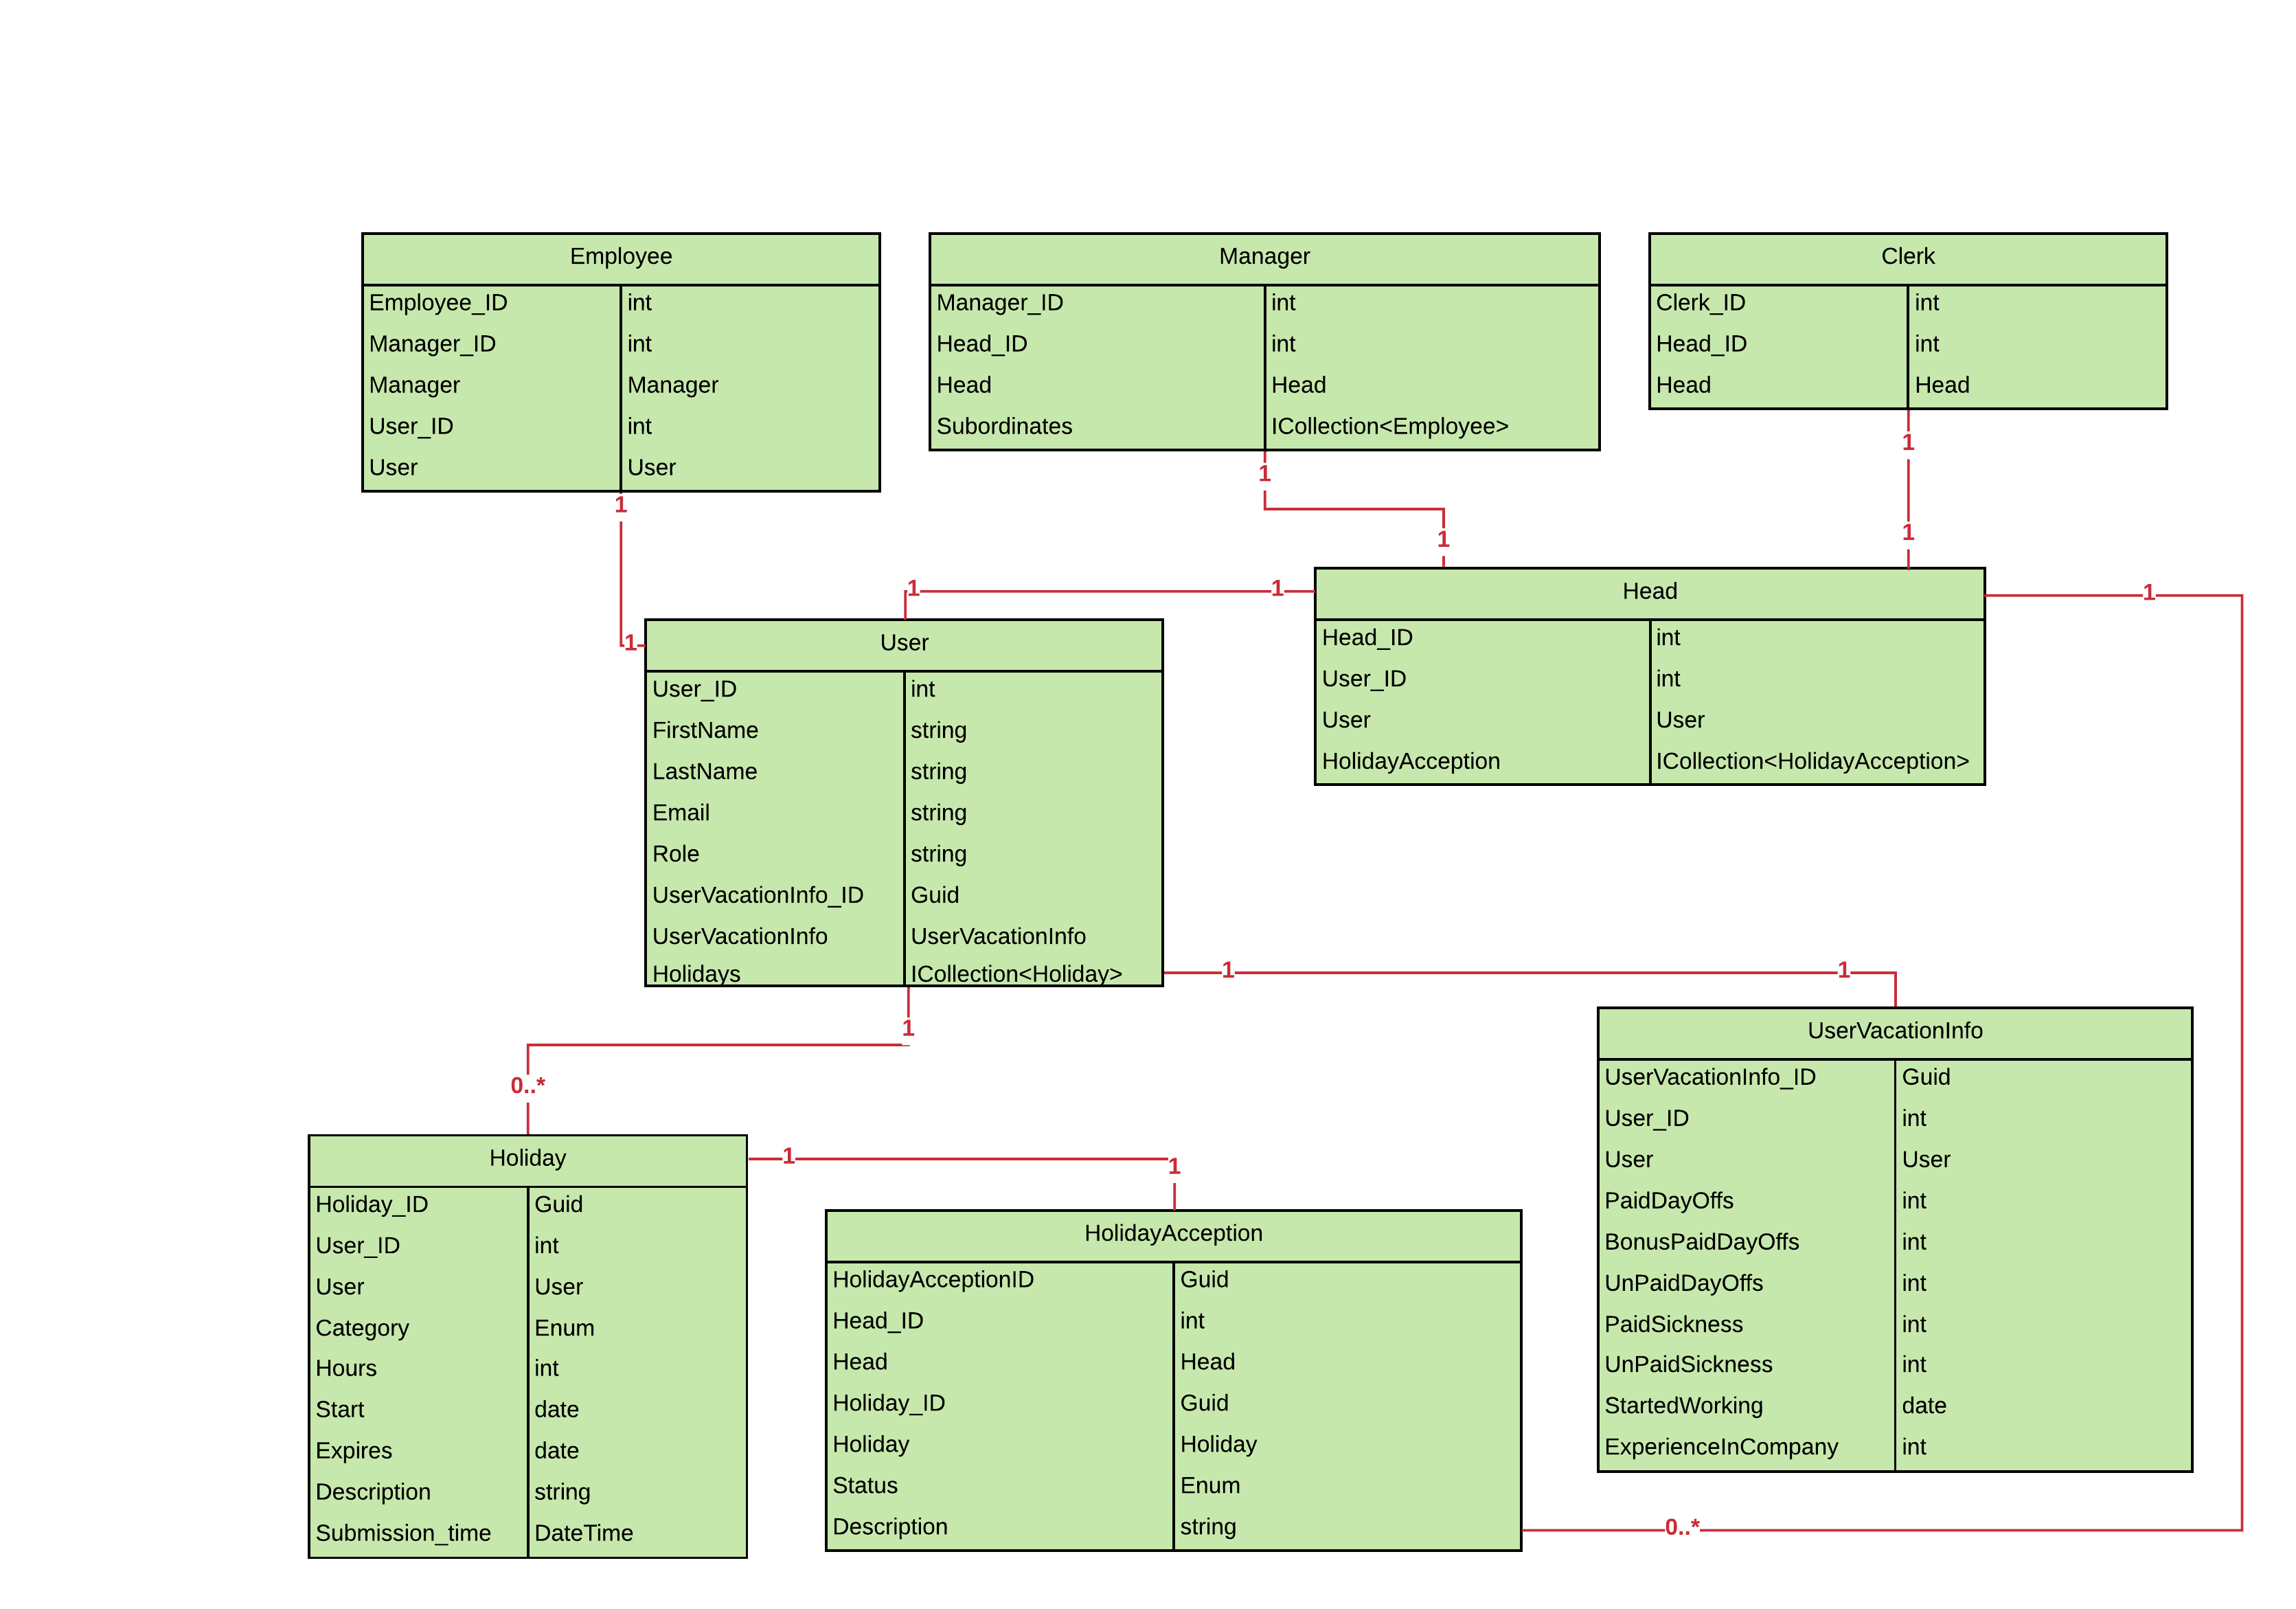 Employee
Employee_ID int
Manager_ID int
Manager Manager
User_ID int
User User
Manager
Manager_ID int
Head_ID int
Head Head
Subordinates ICollection<Employee>
Clerk
Clerk_ID int
Head_ID int
Head Head
1
1
1
1
1
1
1
1
1
Head
Head_ID int
User_ID int
User User
HolidayAcception ICollection<HolidayAcception>
User
User_ID int
FirstName string
LastName string
Email string
Role string
UserVacationInfo_ID Guid
UserVacationInfo UserVacationInfo
Holidays ICollection<Holiday>
1
1
1
0..*
UserVacationInfo
UserVacationInfo_ID Guid
User_ID int
User User
PaidDayOffs int
BonusPaidDayOffs int
UnPaidDayOffs int
PaidSickness int
UnPaidSickness int
StartedWorking date
ExperienceInCompany int
Holiday
Holiday_ID Guid
User_ID int
User User
Category Enum
Hours int
Start date
Expires date
Description string
Submission_time DateTime
1
1
HolidayAcception
HolidayAcceptionID Guid
Head_ID int
Head Head
Holiday_ID Guid
Holiday Holiday
Status Enum
Description string
0..*